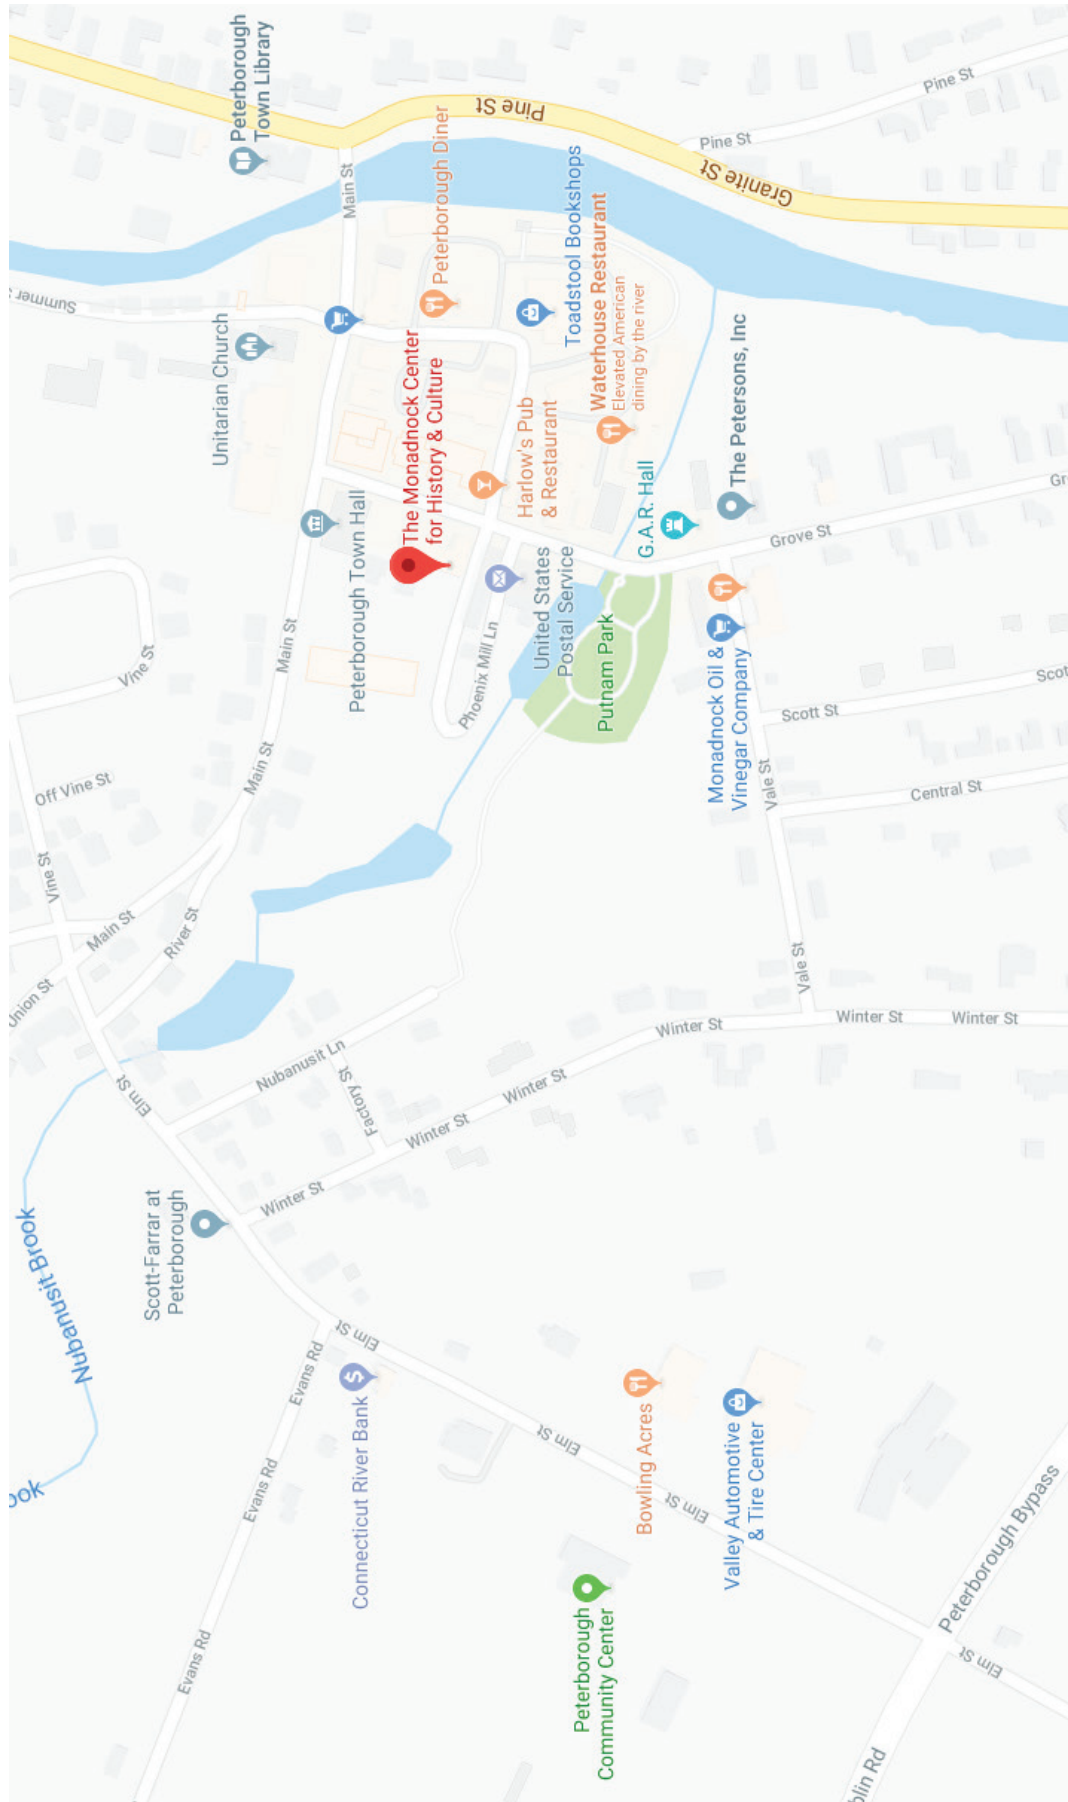 Peterborough
Town Library
Main St
Pine St
Pine St
Pine St
Granite St
Peterborough Diner
Toadstool Bookshops
Waterhouse Restaurant
Elevated American
dining by the river
Summer S
Unitarian Church
The Monadnock Center
for History & Culture
Harlow's Pub
& Restaurant
The Petersons, Inc
G.A.R. Hall
Grove St
Gr
Peterborough Town Hall
United States
Postal Service
Putnam Park
Phoenix Mill Ln
Main St
Vine St
Main St
Off Vine St
Vine St
Main St
River St
Union St
Monadnock Oil &
Vinegar Company
Scott St
Scot
Vale St
Central St
Vale St
Winter St
Winter St
Winter St
Winter St
Winter St
Winter St
Nubanusit Ln
Factory St
Elm St
Scott-Farrar at
Peterborough
Nubanusit Brook
ook
Evans Rd
Evans Rd
Evans Rd
Elm St
Connecticut River Bank
Elm St
Elm St
Bowling Acres
Valley Automotive
& Tire Center
Peterborough
Community Center
Peterborough Bypass
Elm St
blin Rd